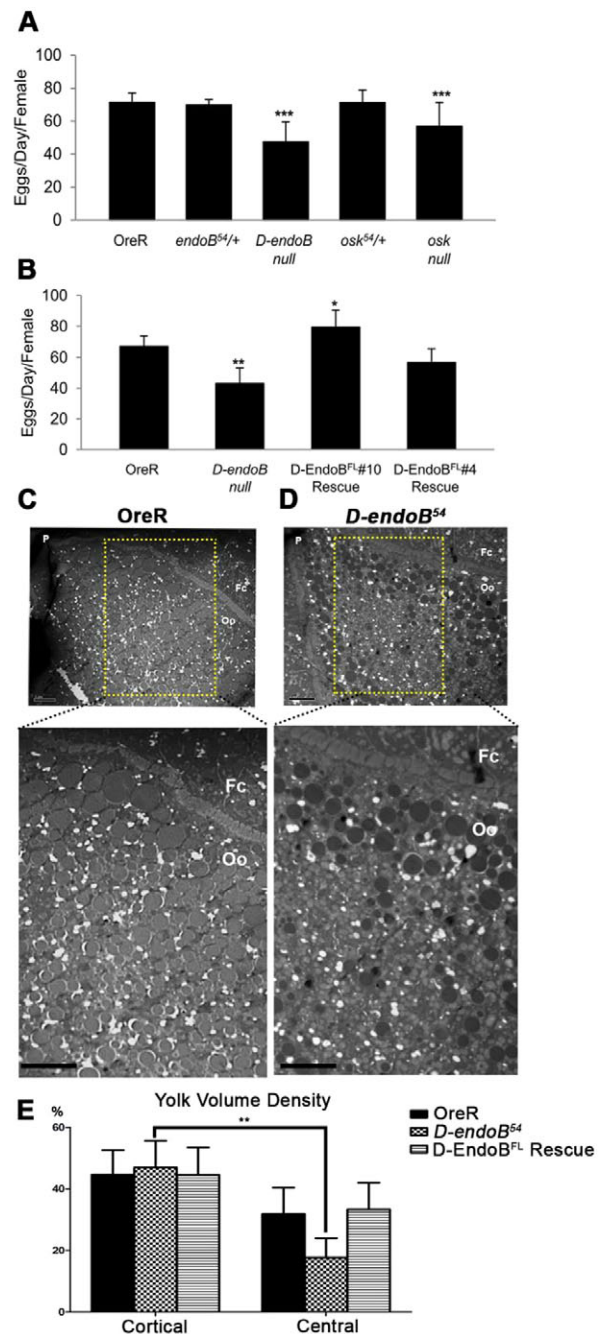 A
Eggs/Day/Female
100
80
60
40
20
0
***
***
OreR
endoB54/+
D-endoB null
osk54/+
osk null
B
Eggs/Day/Female
100
80
60
40
20
0
**
*
OreR
D-endoB null
D-EndoBFL#10 Rescue
D-EndoBFL#4 Rescue
C
OreR
P
Fc
Oo
Fc
Oo
D
D-endoB54
P
Fc
Oo
Fc
Oo
E
Yolk Volume Density
%
60
40
20
0
**
OreR
D-endoB54
D-EndoBFL Rescue
Cortical
Central